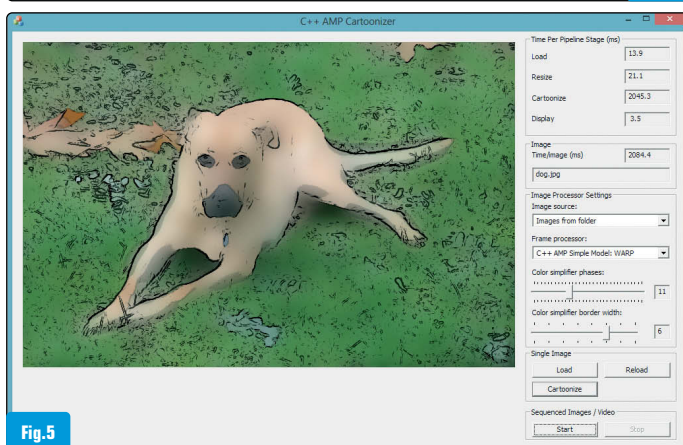 C++ AMP Cartoonizer
Time Per Pipeline Stage (ms)
Load 13.9
Resize 21.1
Cartoonize 2045.3
Display 3.5
Image
Time/image (ms) 2084.4
dog.jpg
Image Processor Settings
Image source:
Images from folder
Frame processor:
C++ AMP Simple Model: WARP
Color simplifier phases:
11
Color simplifier border width:
6
Single Image
Load Reload
Cartoonize
Sequenced Images / Video
Start Stop
Fig.5